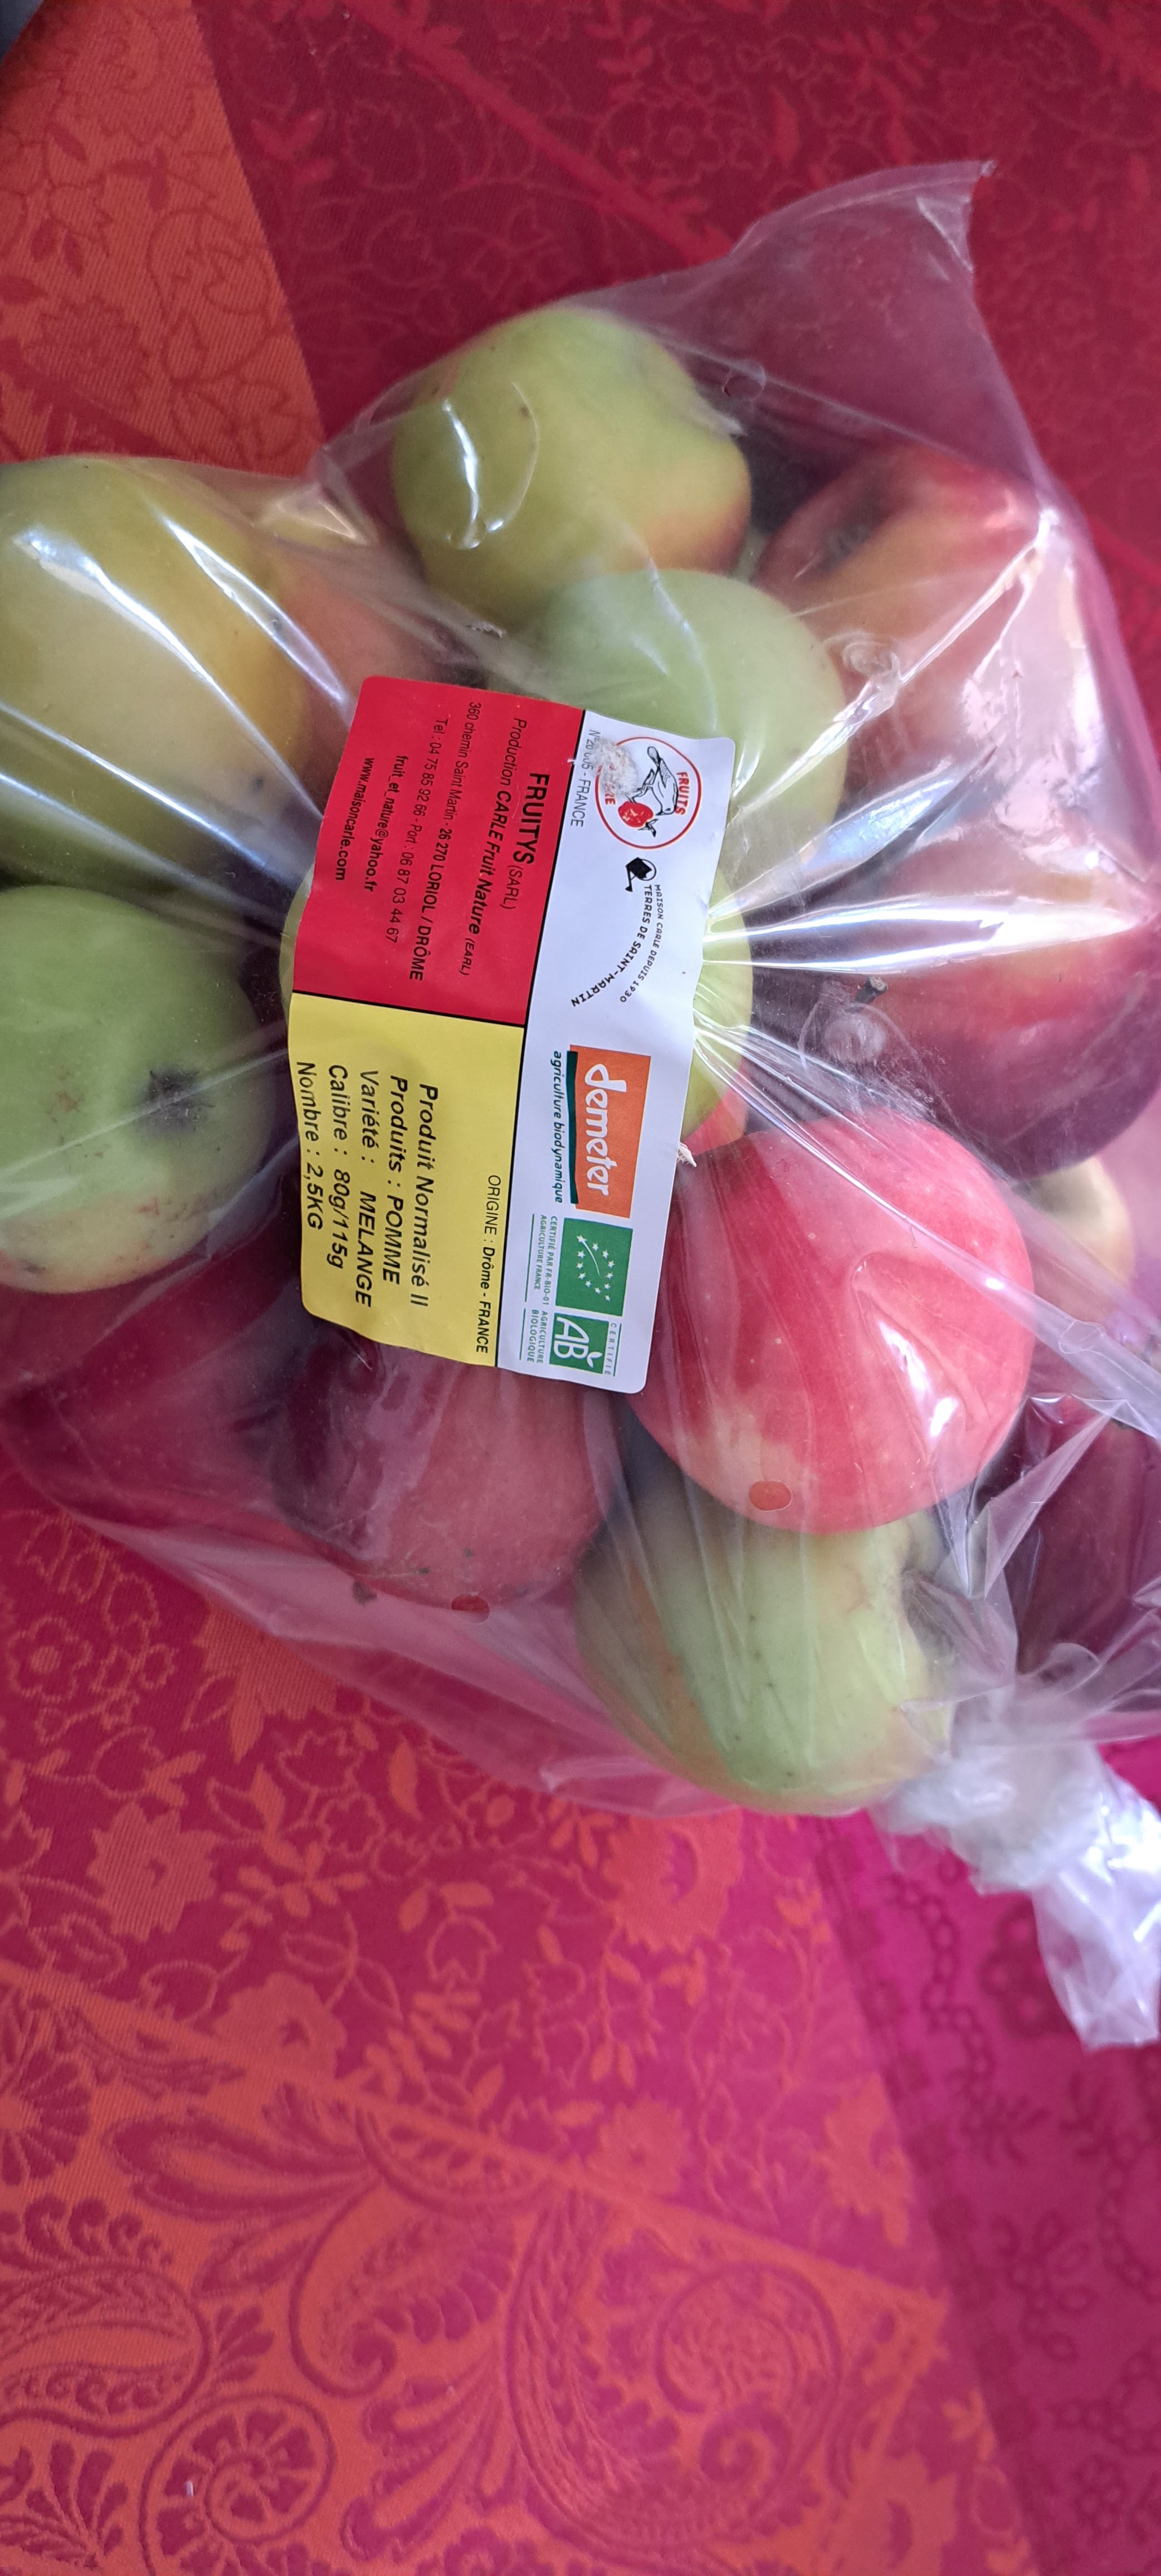 FRUITS
N°26 005 - FRANCE
MAISON CARLE DEPUIS 1930
TERRES DE SAINT-MARTIN
demeter
agriculture biodynamique
CERTIFIÉ PAR FR-BIO-01
AGRICULTURE FRANCE
CERTIFIÉ
AB
AGRICULTURE
BIOLOGIQUE
FRUITYS (SARL)
Production CARLE Fruit Nature (EARL)
360 chemin Saint Martin - 26 270 LORIOL / DRÔME
Tel : 04 75 85 92 66 - Port : 06 87 03 44 67
fruit_et_nature@yahoo.fr
www.maisoncarle.com
ORIGINE : Drôme - FRANCE
Produit Normalisé II
Produits : POMME
Variété : MELANGE
Calibre : 80g/115g
Nombre : 2,5KG